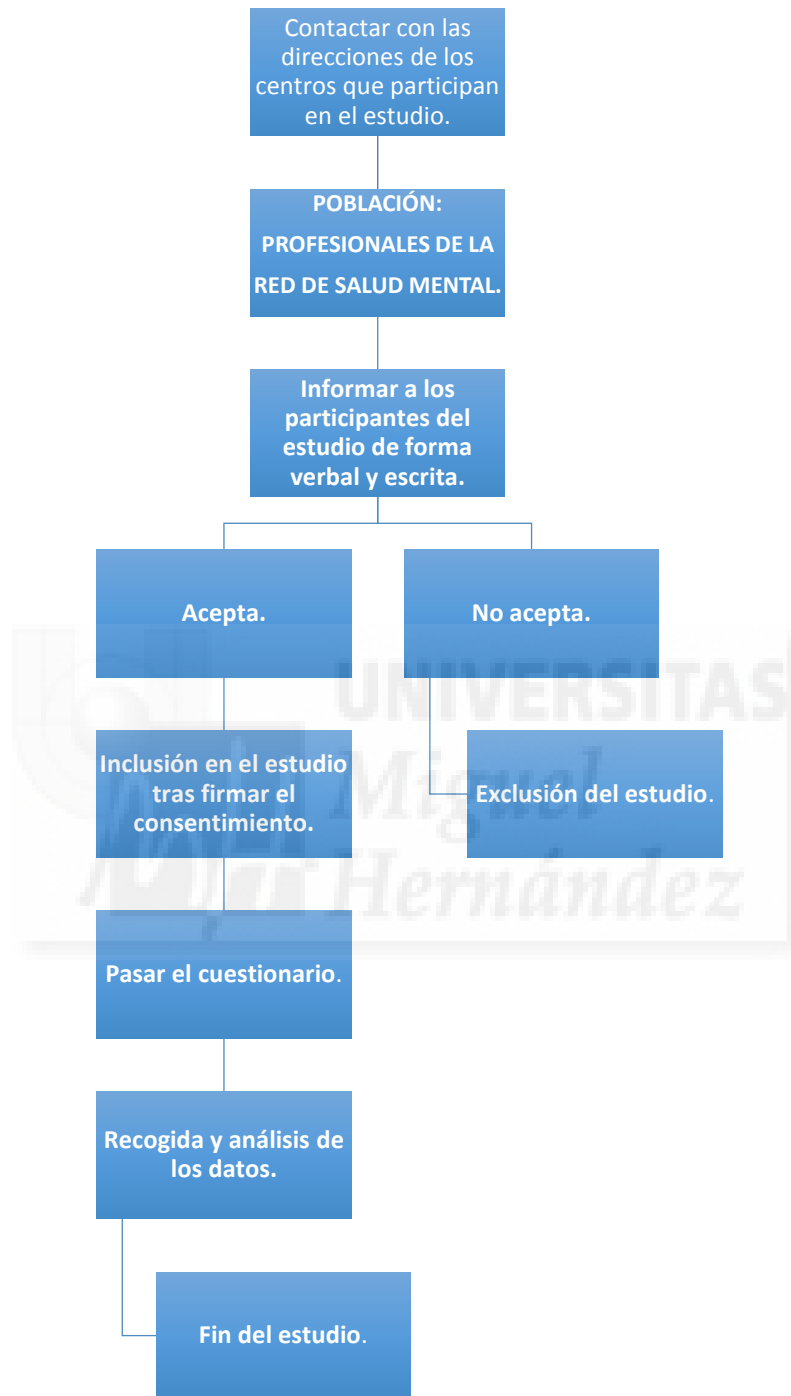 Contactar con las
direcciones de los
centros que participan
en el estudio.
POBLACIÓN:
PROFESIONALES DE LA
RED DE SALUD MENTAL.
Informar a los
participantes del
estudio de forma
verbal y escrita.
Acepta.
No acepta.
UNIVERSITAS
Miguel
Hernández
Inclusión en el estudio
tras firmar el
consentimiento.
Exclusión del estudio.
Pasar el cuestionario.
Recogida y análisis de
los datos.
Fin del estudio.